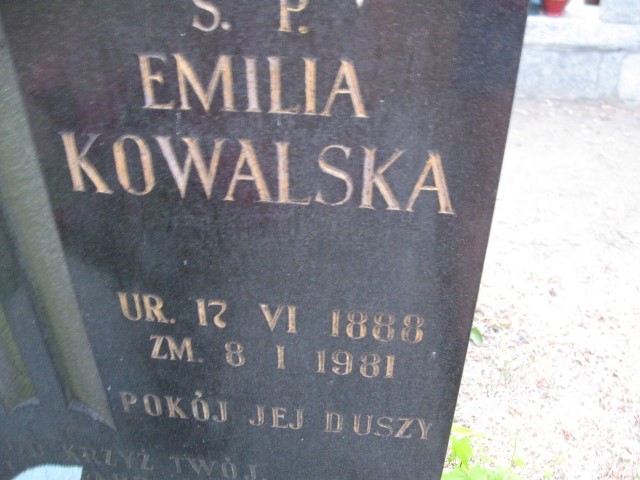 Ś. P.
EMILIA
KOWALSKA
UR. 17 VI 1888
ZM. 8 I 1981
POKÓJ JEJ DUSZY
KRZYŻ TWÓJ